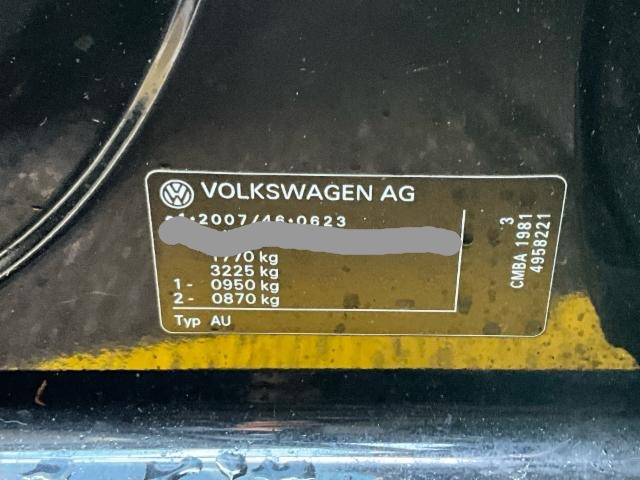 VOLKSWAGEN AG
2007/46*0623
1770 kg
3225 kg
1- 0950 kg
2- 0870 kg
Typ AU
3
CMBA 1981
4958221